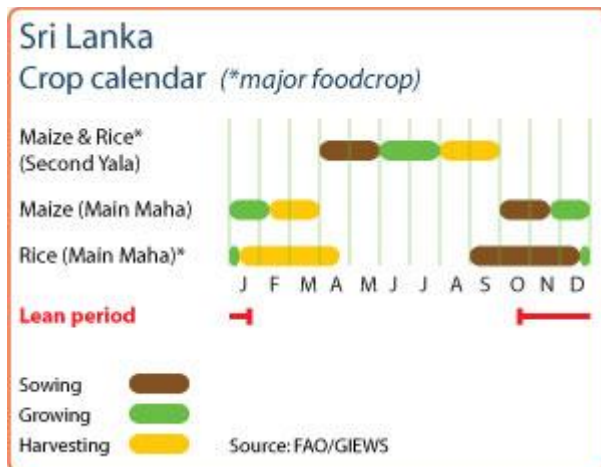 Sri Lanka
Crop calendar (*major foodcrop)
Maize & Rice*
(Second Yala)
Maize (Main Maha)
Rice (Main Maha)*
J F M A M J J A S O N D
Lean period
Sowing
Growing
Harvesting
Source: FAO/GIEWS